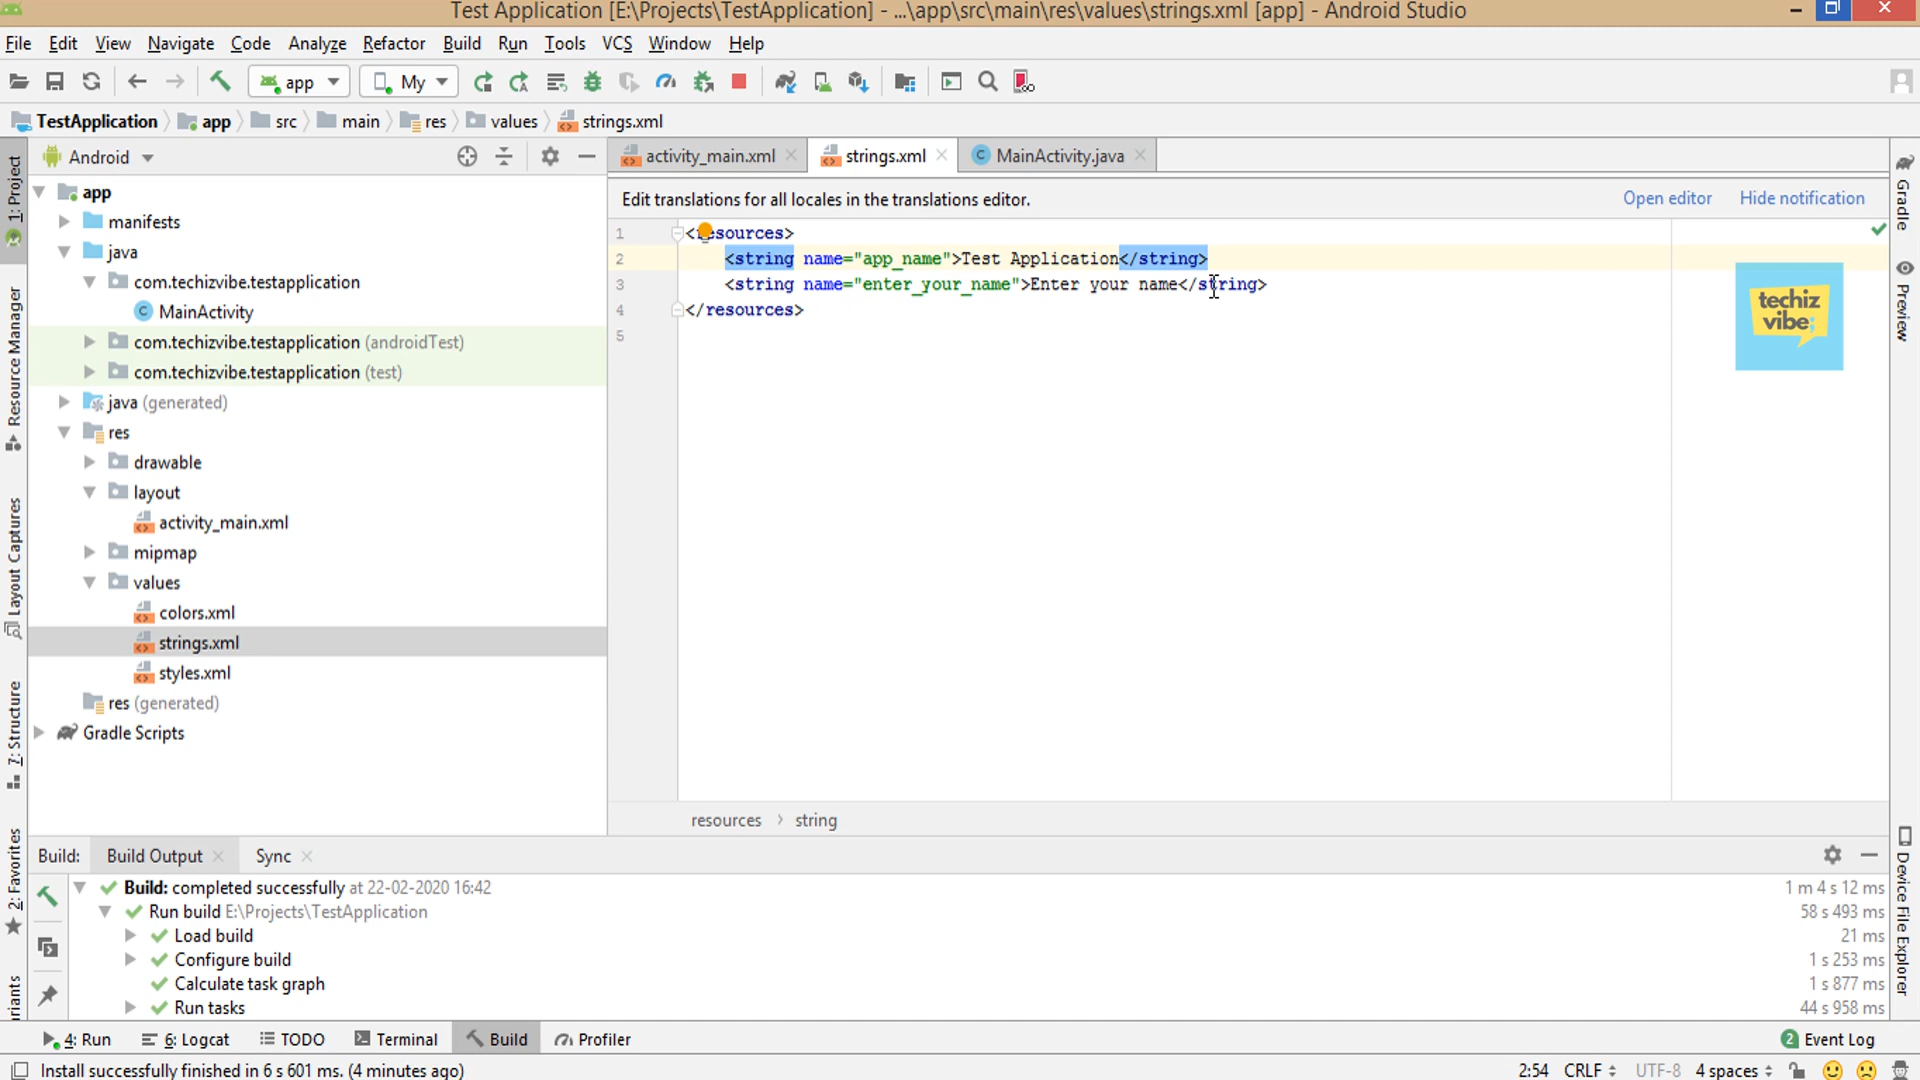 Test Application [E:\Projects\TestApplication] - ...\app\src\main\res\values\strings.xml [app] - Android Studio
File Edit View Navigate Code Analyze Refactor Build Run Tools VCS Window Help
app My
TestApplication app src main res values strings.xml
Android
activity_main.xml strings.xml MainActivity.java
Edit translations for all locales in the translations editor. Open editor Hide notification
1: Project
Resource Manager
Layout Captures
7: Structure
2: Favorites
riants
app
manifests
java
com.techizvibe.testapplication
MainActivity
com.techizvibe.testapplication (androidTest)
com.techizvibe.testapplication (test)
java (generated)
res
drawable
layout
activity_main.xml
mipmap
values
colors.xml
strings.xml
styles.xml
res (generated)
Gradle Scripts
1 <resources>
2 <string name="app_name">Test Application</string>
3 <string name="enter_your_name">Enter your name</string>
4 </resources>
5
techiz
vibe;
Gradle
Preview
Device File Explorer
resources › string
Build: Build Output Sync
Build: completed successfully at 22-02-2020 16:42 1 m 4 s 12 ms
Run build E:\Projects\TestApplication 58 s 493 ms
Load build 21 ms
Configure build 1 s 253 ms
Calculate task graph 1 s 877 ms
Run tasks 44 s 958 ms
4: Run 6: Logcat TODO Terminal Build Profiler 2 Event Log
Install successfully finished in 6 s 601 ms. (4 minutes ago) 2:54 CRLF UTF-8 4 spaces